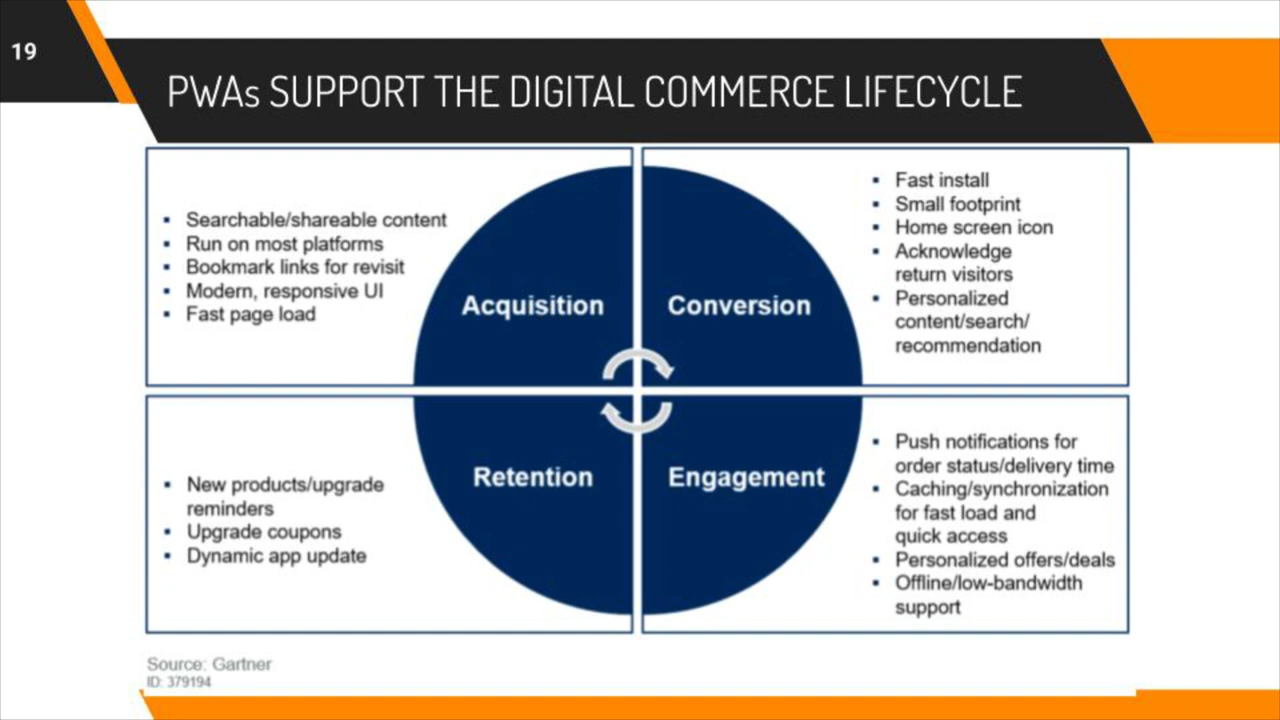 19
PWAs SUPPORT THE DIGITAL COMMERCE LIFECYCLE
▪ Searchable/shareable content
▪ Run on most platforms
▪ Bookmark links for revisit
▪ Modern, responsive UI
▪ Fast page load
Acquisition
Conversion
▪ Fast install
▪ Small footprint
▪ Home screen icon
▪ Acknowledge
return visitors
▪ Personalized
content/search/
recommendation
▪ New products/upgrade
reminders
▪ Upgrade coupons
▪ Dynamic app update
Retention
Engagement
▪ Push notifications for
order status/delivery time
▪ Caching/synchronization
for fast load and
quick access
▪ Personalized offers/deals
▪ Offline/low-bandwidth
support
Source: Gartner
ID: 379194